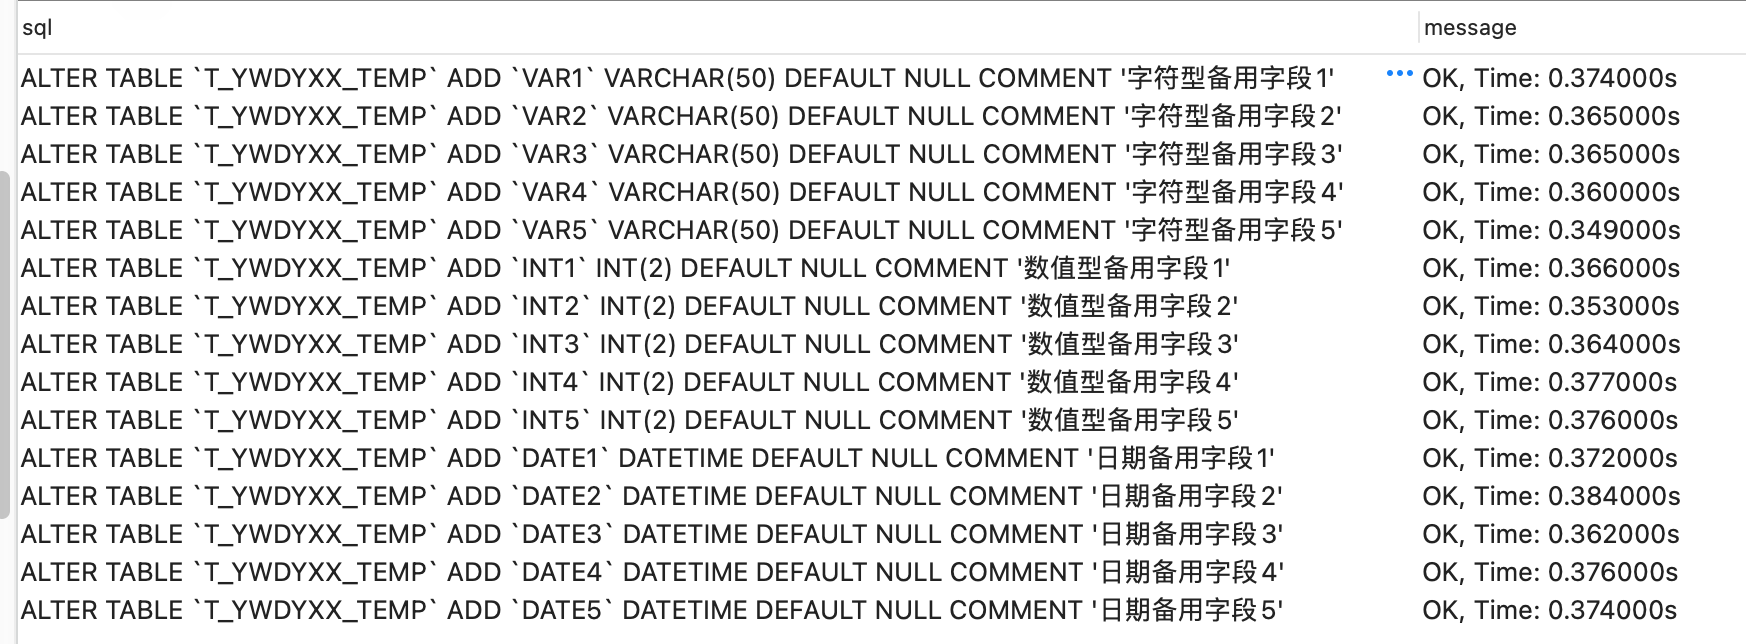 sql message
ALTER TABLE `T_YWDYXX_TEMP` ADD `VAR1` VARCHAR(50) DEFAULT NULL COMMENT '字符型备用字段1' ••• OK, Time: 0.374000s
ALTER TABLE `T_YWDYXX_TEMP` ADD `VAR2` VARCHAR(50) DEFAULT NULL COMMENT '字符型备用字段2' OK, Time: 0.365000s
ALTER TABLE `T_YWDYXX_TEMP` ADD `VAR3` VARCHAR(50) DEFAULT NULL COMMENT '字符型备用字段3' OK, Time: 0.365000s
ALTER TABLE `T_YWDYXX_TEMP` ADD `VAR4` VARCHAR(50) DEFAULT NULL COMMENT '字符型备用字段4' OK, Time: 0.360000s
ALTER TABLE `T_YWDYXX_TEMP` ADD `VAR5` VARCHAR(50) DEFAULT NULL COMMENT '字符型备用字段5' OK, Time: 0.349000s
ALTER TABLE `T_YWDYXX_TEMP` ADD `INT1` INT(2) DEFAULT NULL COMMENT '数值型备用字段1' OK, Time: 0.366000s
ALTER TABLE `T_YWDYXX_TEMP` ADD `INT2` INT(2) DEFAULT NULL COMMENT '数值型备用字段2' OK, Time: 0.353000s
ALTER TABLE `T_YWDYXX_TEMP` ADD `INT3` INT(2) DEFAULT NULL COMMENT '数值型备用字段3' OK, Time: 0.364000s
ALTER TABLE `T_YWDYXX_TEMP` ADD `INT4` INT(2) DEFAULT NULL COMMENT '数值型备用字段4' OK, Time: 0.377000s
ALTER TABLE `T_YWDYXX_TEMP` ADD `INT5` INT(2) DEFAULT NULL COMMENT '数值型备用字段5' OK, Time: 0.376000s
ALTER TABLE `T_YWDYXX_TEMP` ADD `DATE1` DATETIME DEFAULT NULL COMMENT '日期备用字段1' OK, Time: 0.372000s
ALTER TABLE `T_YWDYXX_TEMP` ADD `DATE2` DATETIME DEFAULT NULL COMMENT '日期备用字段2' OK, Time: 0.384000s
ALTER TABLE `T_YWDYXX_TEMP` ADD `DATE3` DATETIME DEFAULT NULL COMMENT '日期备用字段3' OK, Time: 0.362000s
ALTER TABLE `T_YWDYXX_TEMP` ADD `DATE4` DATETIME DEFAULT NULL COMMENT '日期备用字段4' OK, Time: 0.376000s
ALTER TABLE `T_YWDYXX_TEMP` ADD `DATE5` DATETIME DEFAULT NULL COMMENT '日期备用字段5' OK, Time: 0.374000s